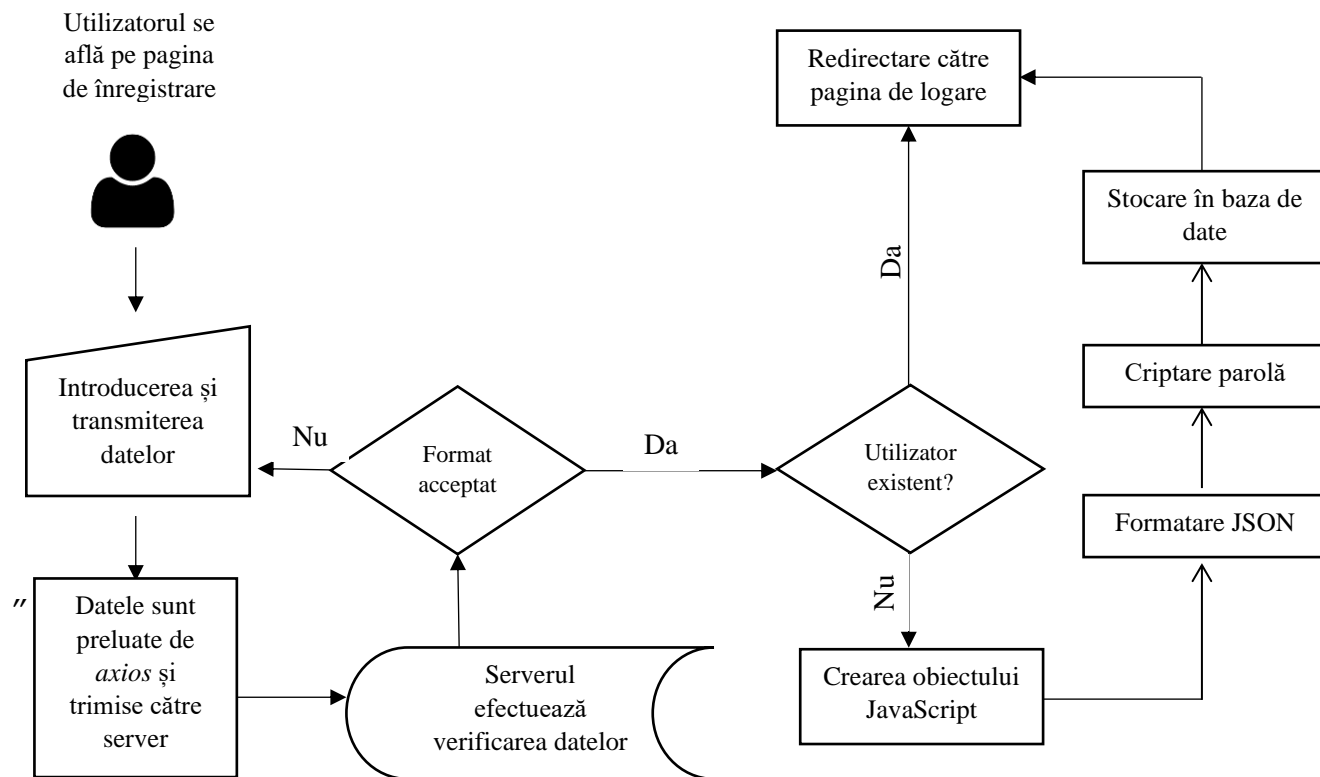 Utilizatorul se
află pe pagina
de înregistrare
Introducerea și
transmiterea
datelor
"
Datele sunt
preluate de
axios și
trimise către
server
Serverul
efectuează
verificarea datelor
Nu
Format
acceptat
Da
Utilizator
existent?
Da
Redirectare către
pagina de logare
Nu
Crearea obiectului
JavaScript
Formatare JSON
Criptare parolă
Stocare în baza de
date